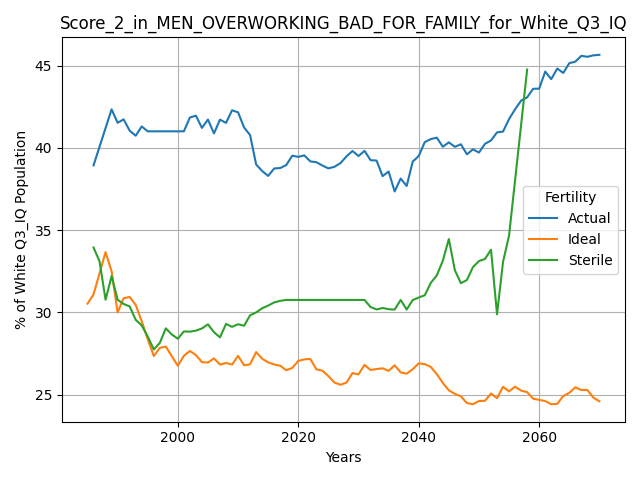 Score_2_in_MEN_OVERWORKING_BAD_FOR_FAMILY_for_White_Q3_IQ
% of White Q3_IQ Population
45
40
35
30
25
Fertility
Actual
Ideal
Sterile
2000
2020
2040
2060
Years